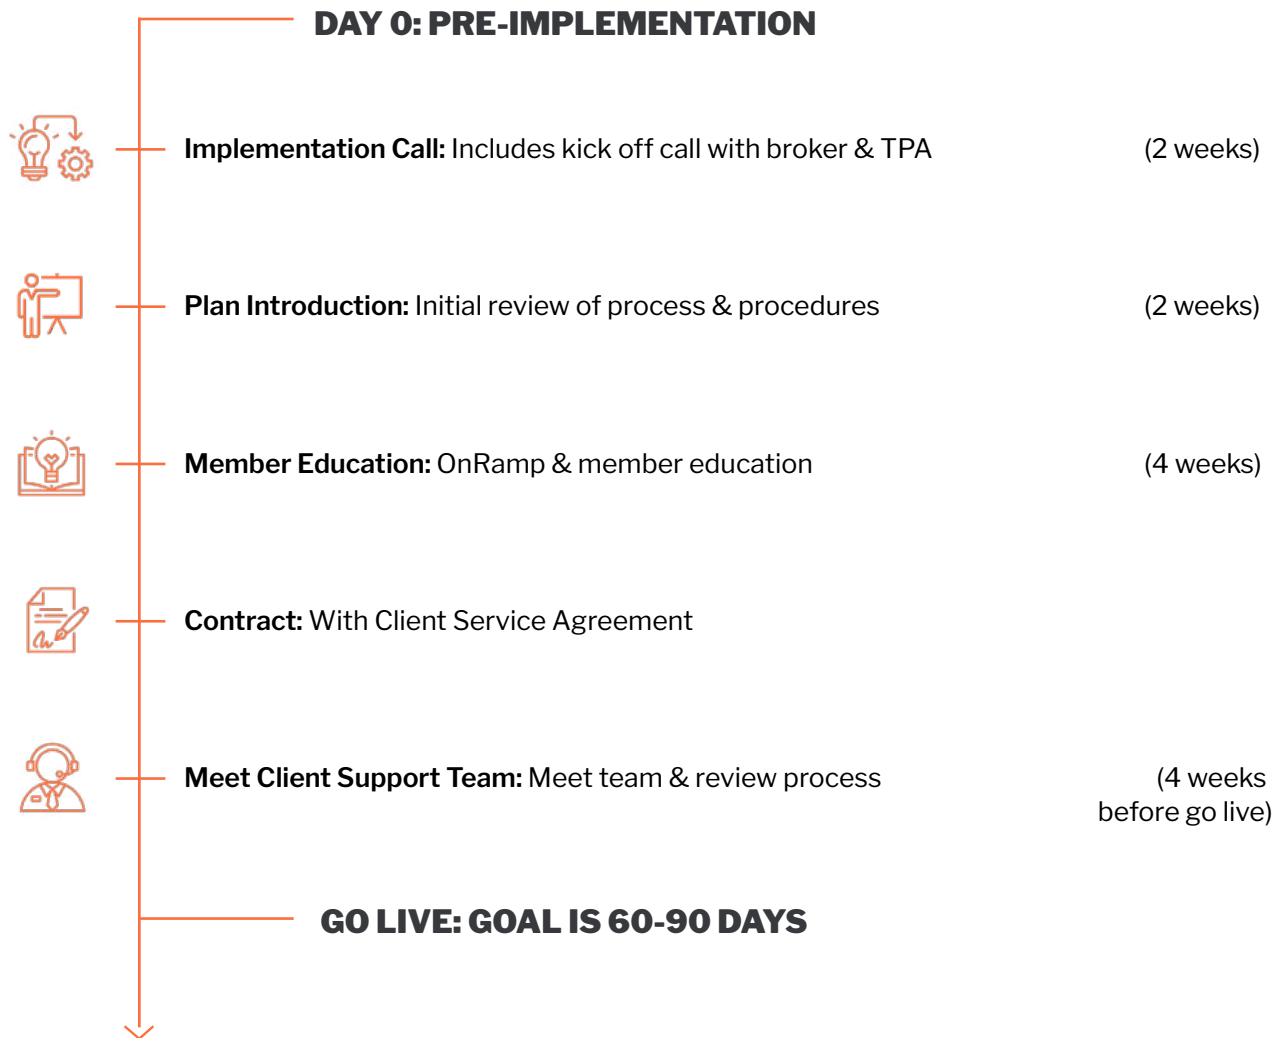 DAY 0: PRE-IMPLEMENTATION
Implementation Call: Includes kick off call with broker & TPA (2 weeks)
Plan Introduction: Initial review of process & procedures (2 weeks)
Member Education: OnRamp & member education (4 weeks)
Contract: With Client Service Agreement
Meet Client Support Team: Meet team & review process (4 weeks
before go live)
GO LIVE: GOAL IS 60-90 DAYS